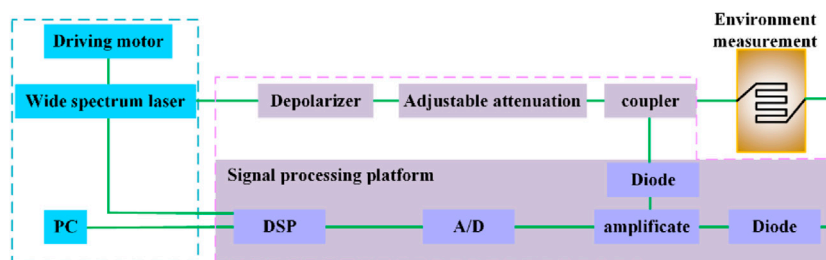 Driving motor
Environment
measurement
Wide spectrum laser
Depolarizer
Adjustable attenuation
coupler
Signal processing platform
Diode
PC
DSP
A/D
amplificate
Diode